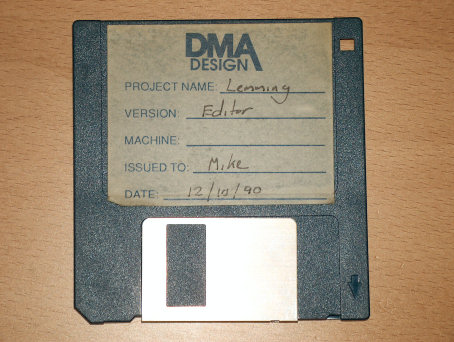 DMA
DESIGN
PROJECT NAME: Lemming
VERSION: Editor
MACHINE:
ISSUED TO: Mike
DATE: 12/10/90